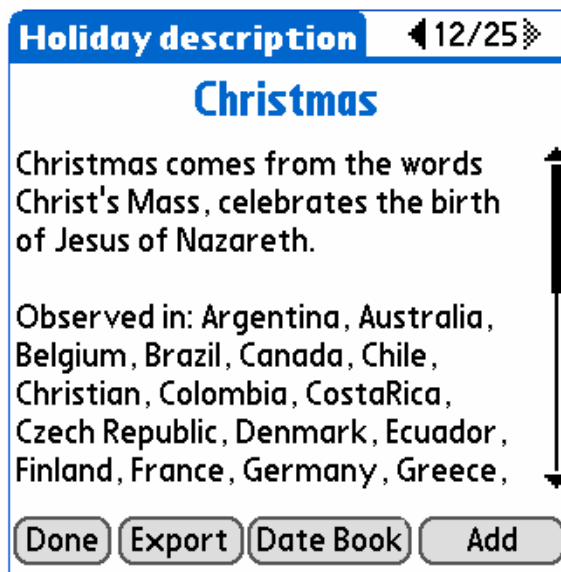 Holiday description 12/25
Christmas
Christmas comes from the words
Christ's Mass, celebrates the birth
of Jesus of Nazareth.
Observed in: Argentina, Australia,
Belgium, Brazil, Canada, Chile,
Christian, Colombia, CostaRica,
Czech Republic, Denmark, Ecuador,
Finland, France, Germany, Greece,
Done Export Date Book Add